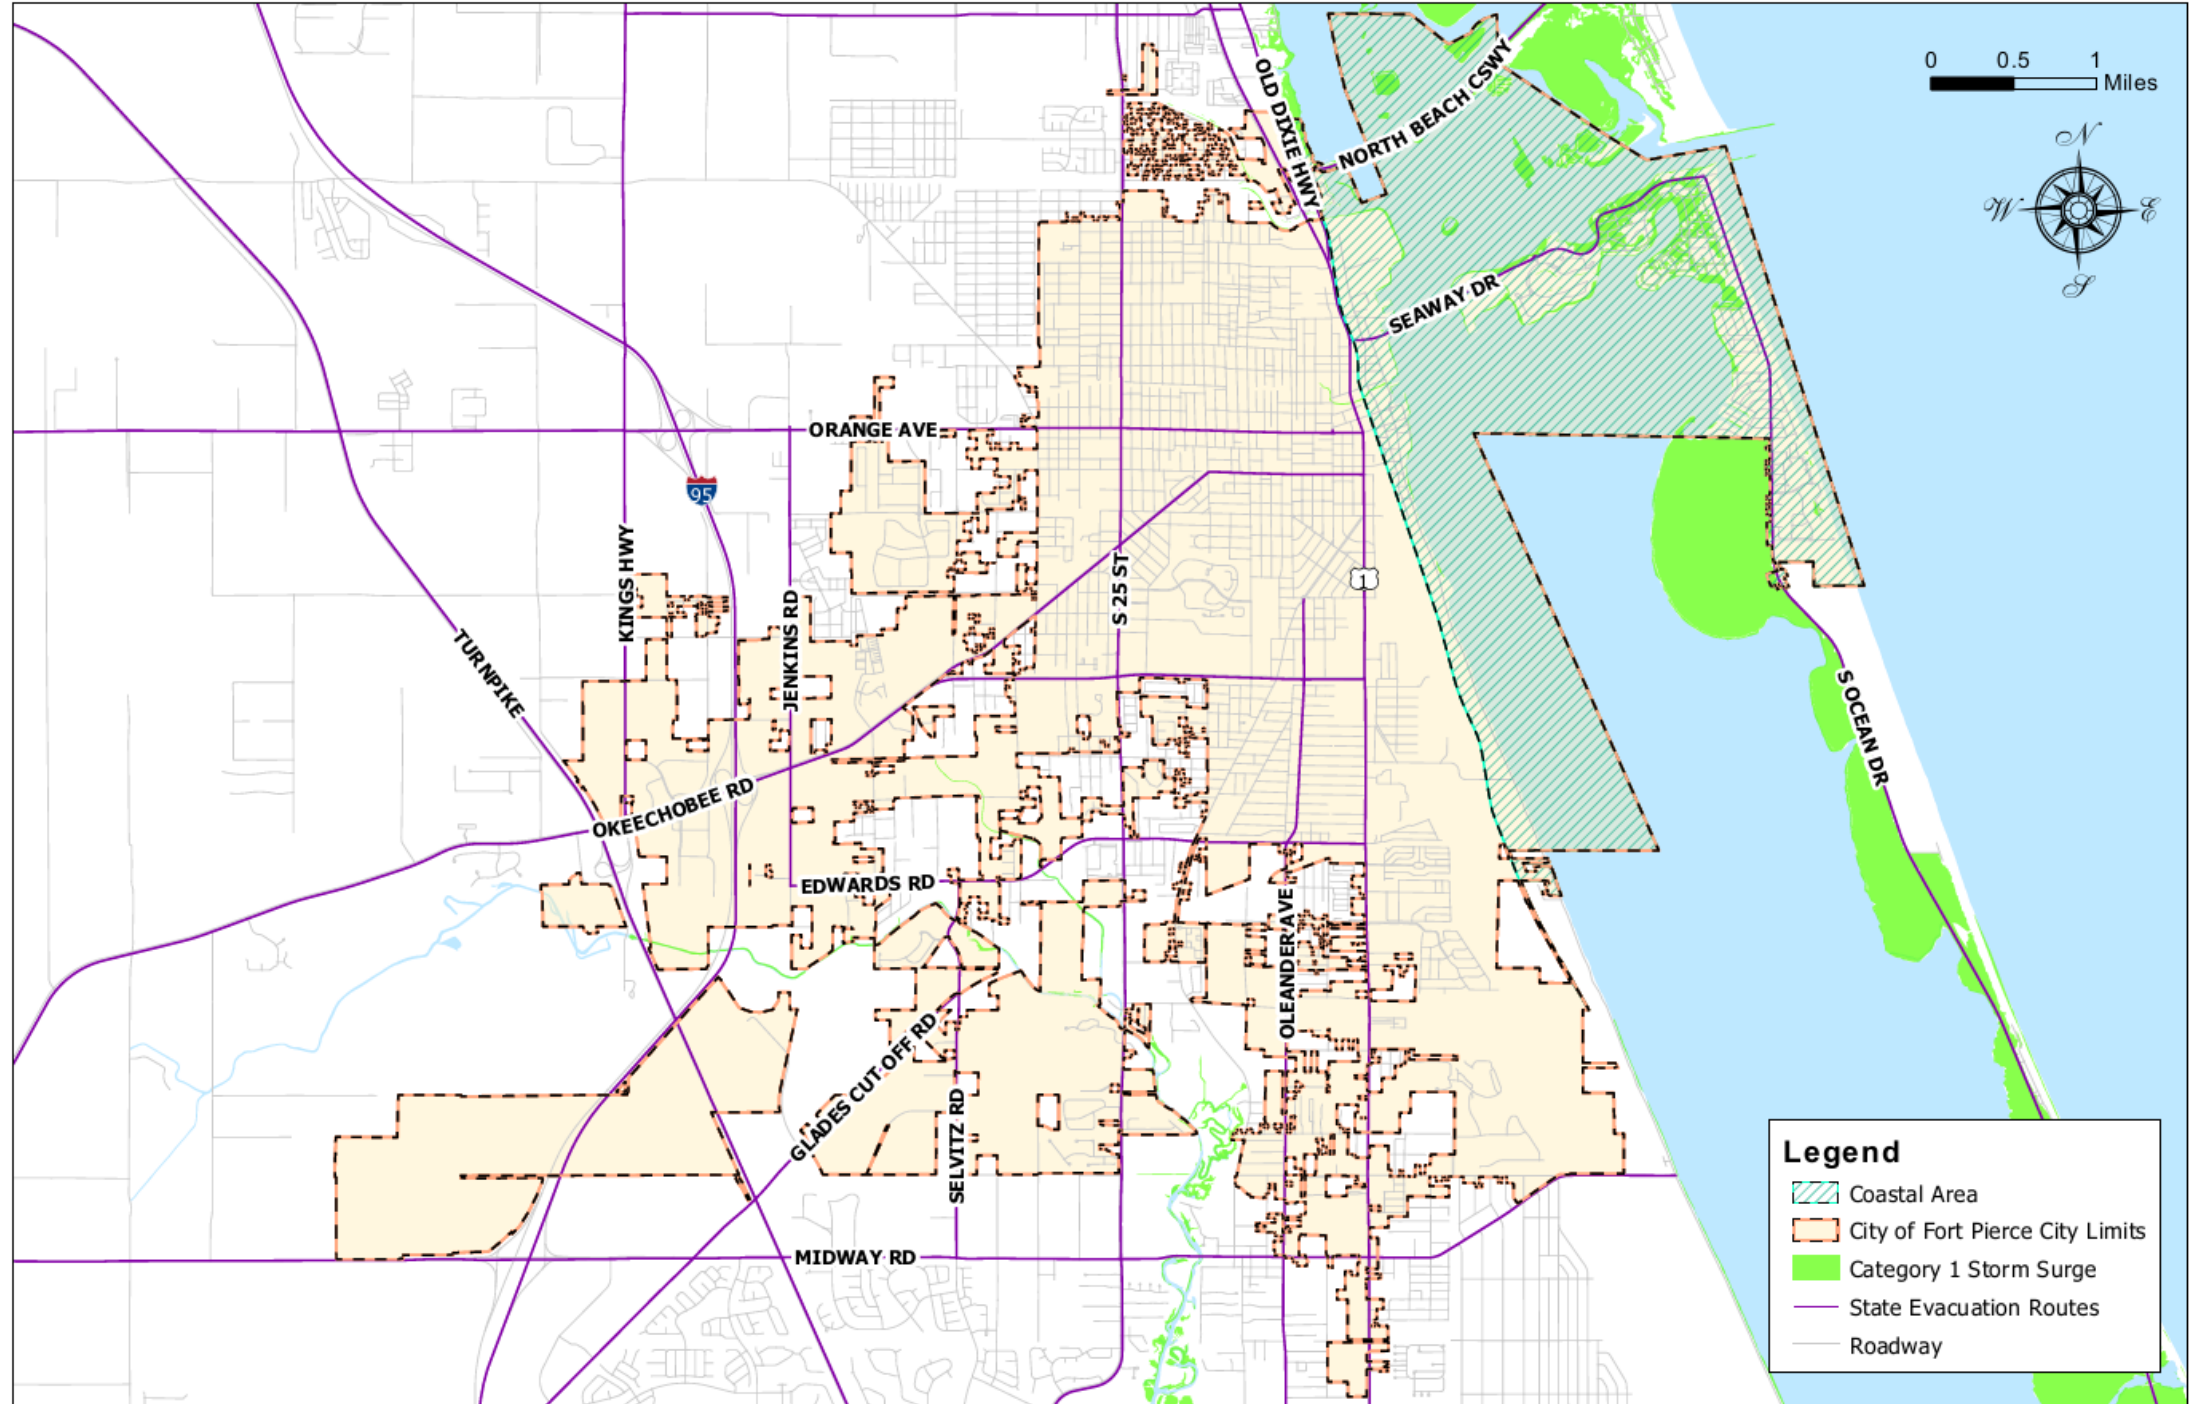 0 0.5 1
Miles
N
W E
S
OLD DIXIE HWY
NORTH BEACH CSWY
SEAWAY DR
ORANGE AVE
95
KINGS HWY
S 25 ST
1
JENKINS RD
TURNPIKE
S OCEAN DR
OKEECHOBEE RD
EDWARDS RD
OLEANDER AVE
GLADES CUT OFF RD
SELVITZ RD
MIDWAY RD
Legend
Coastal Area
City of Fort Pierce City Limits
Category 1 Storm Surge
State Evacuation Routes
Roadway